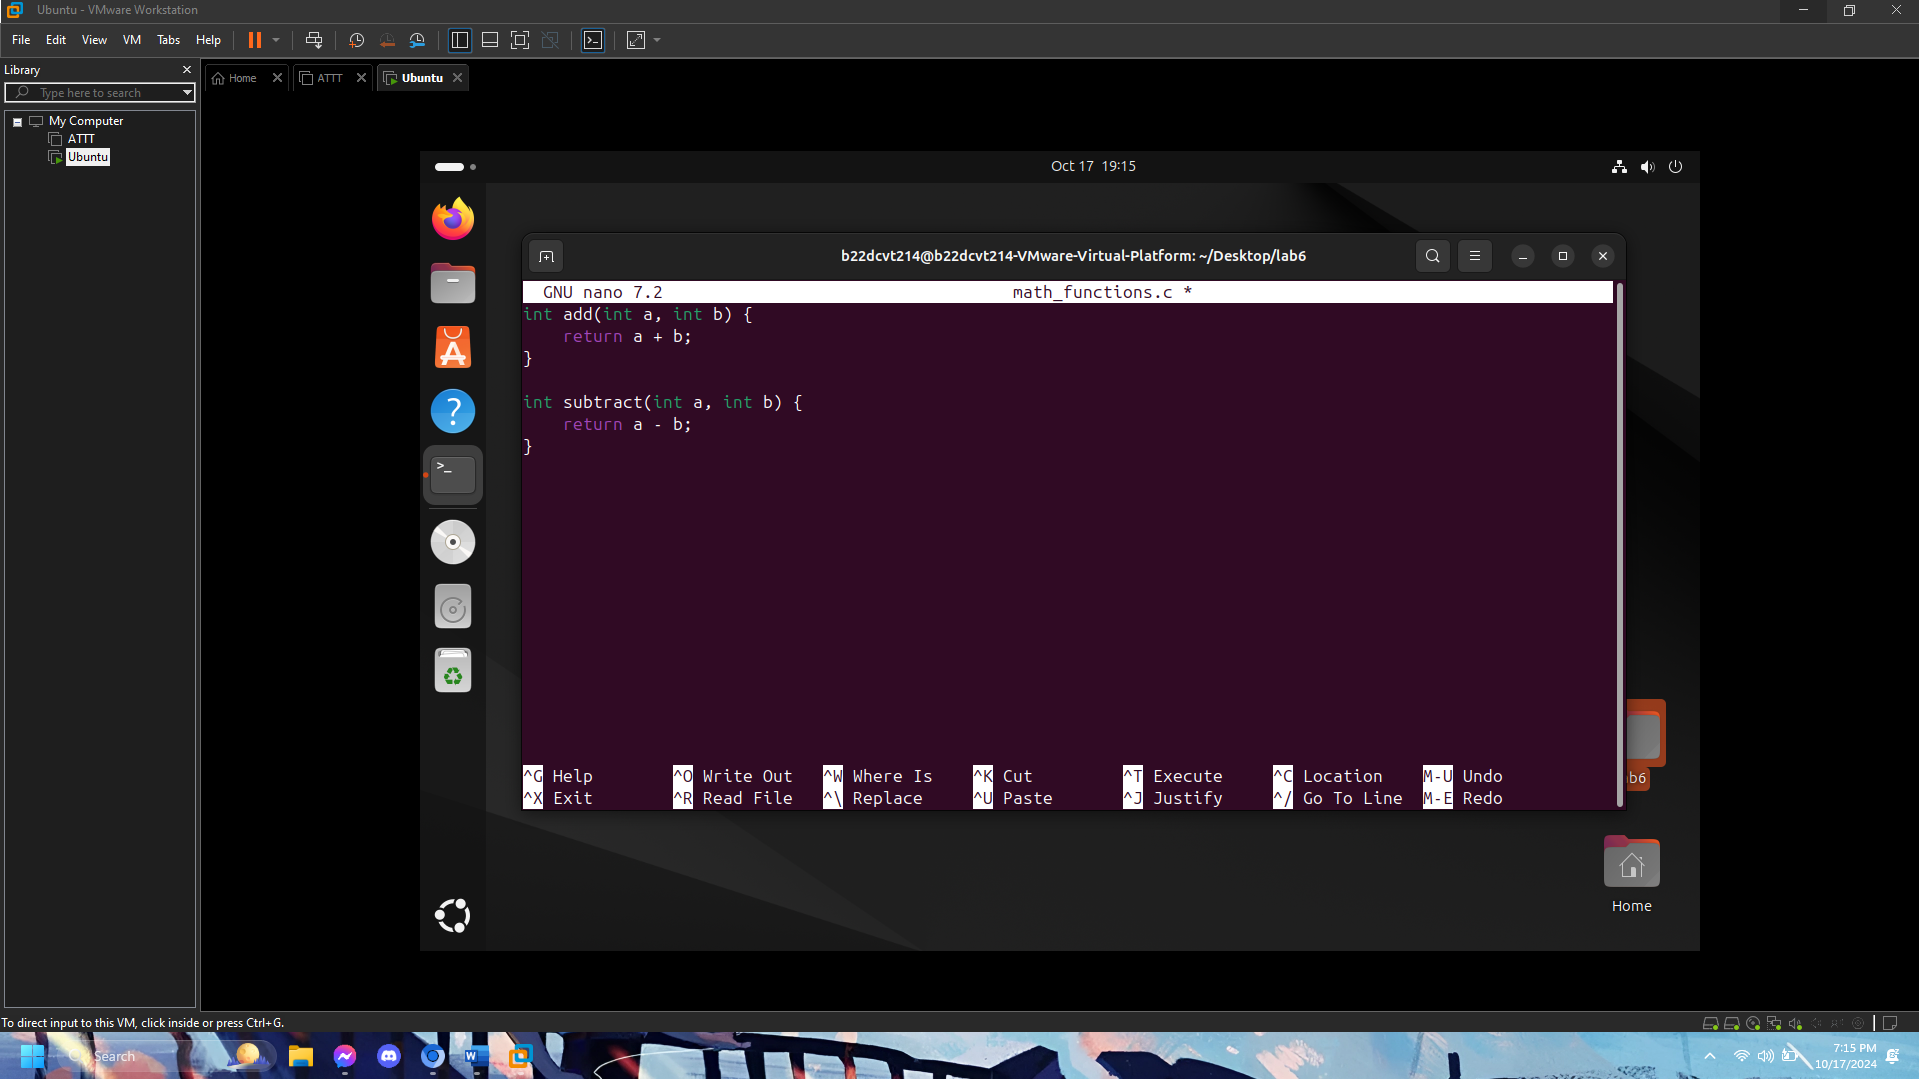 Ubuntu - VMware Workstation
File Edit View VM Tabs Help
Library
Type here to search
My Computer
ATTT
Ubuntu
Home ATTT Ubuntu
Oct 17 19:15
b22dcvt214@b22dcvt214-VMware-Virtual-Platform: ~/Desktop/lab6
GNU nano 7.2 math_functions.c *
int add(int a, int b) {
    return a + b;
}
int subtract(int a, int b) {
    return a - b;
}
^G Help ^O Write Out ^W Where Is ^K Cut ^T Execute ^C Location M-U Undo
^X Exit ^R Read File ^\ Replace ^U Paste ^J Justify ^/ Go To Line M-E Redo
ab6
Home
To direct input to this VM, click inside or press Ctrl+G.
Search
7:15 PM
10/17/2024